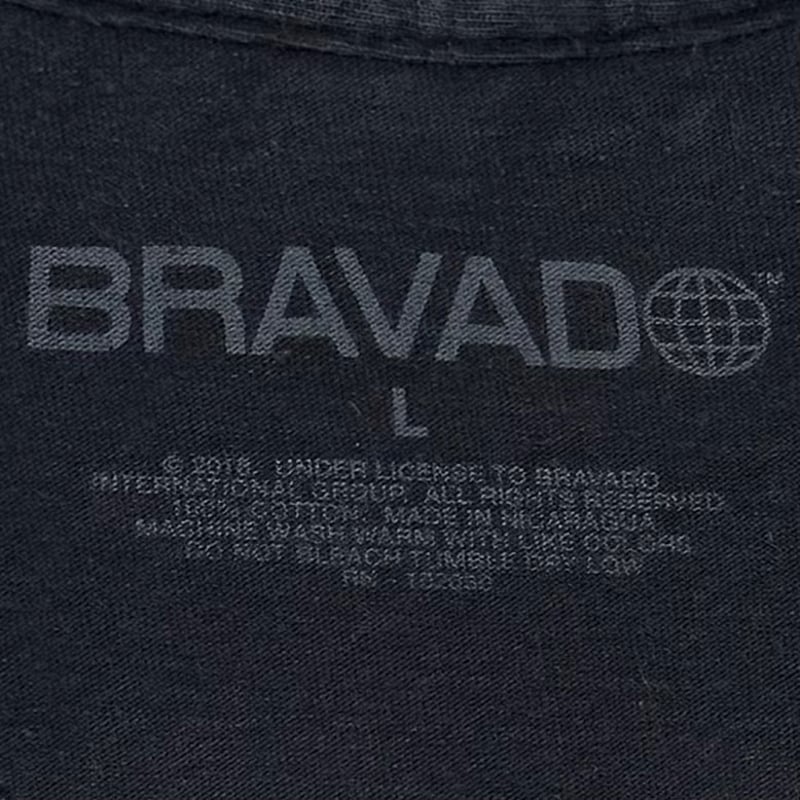 BRAVADO™
L
© 2018. UNDER LICENSE TO BRAVADO
INTERNATIONAL GROUP. ALL RIGHTS RESERVED
100% COTTON. MADE IN NICARAGUA
MACHINE WASH WARM WITH LIKE COLORS
DO NOT BLEACH TUMBLE DRY LOW
RN -